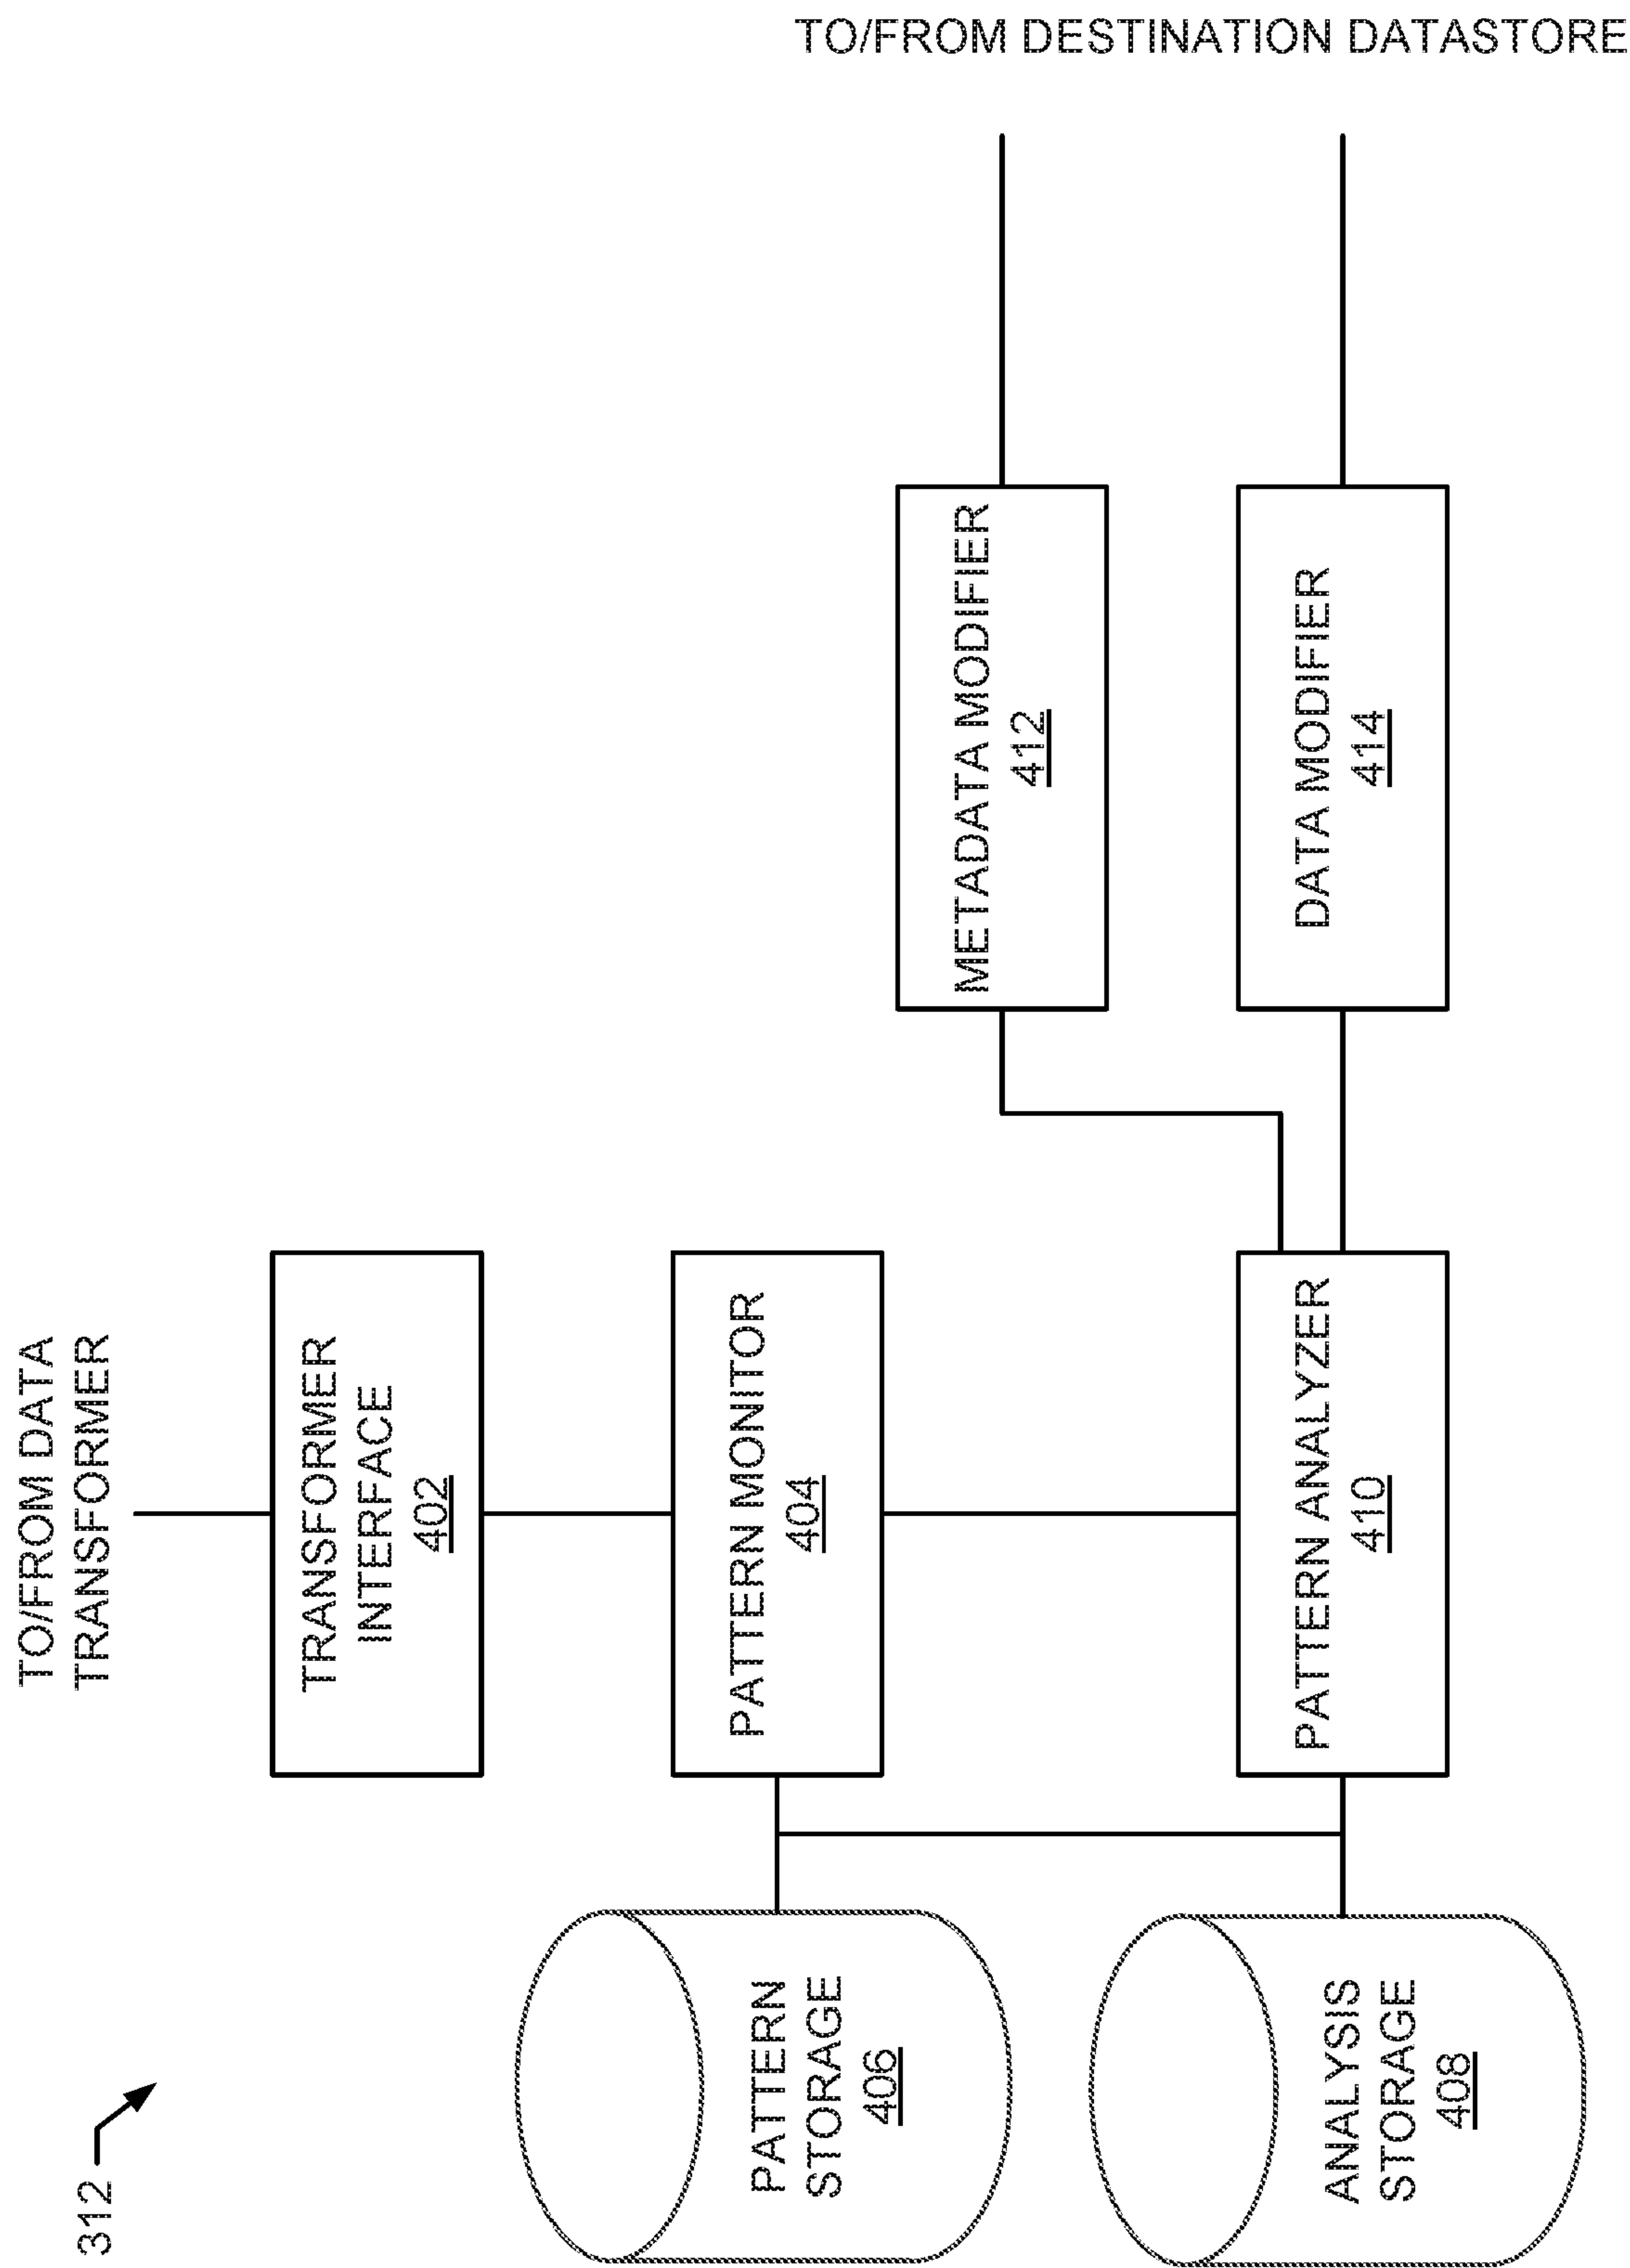 TO/FROM DESTINATION DATASTORE
TO/FROM DATA
TRANSFORMER
312
TRANSFORMER
INTERFACE
402
PATTERN MONITOR
404
PATTERN STORAGE
406
METADATA MODIFIER
412
PATTERN ANALYZER
410
DATA MODIFIER
414
ANALYSIS
STORAGE
408